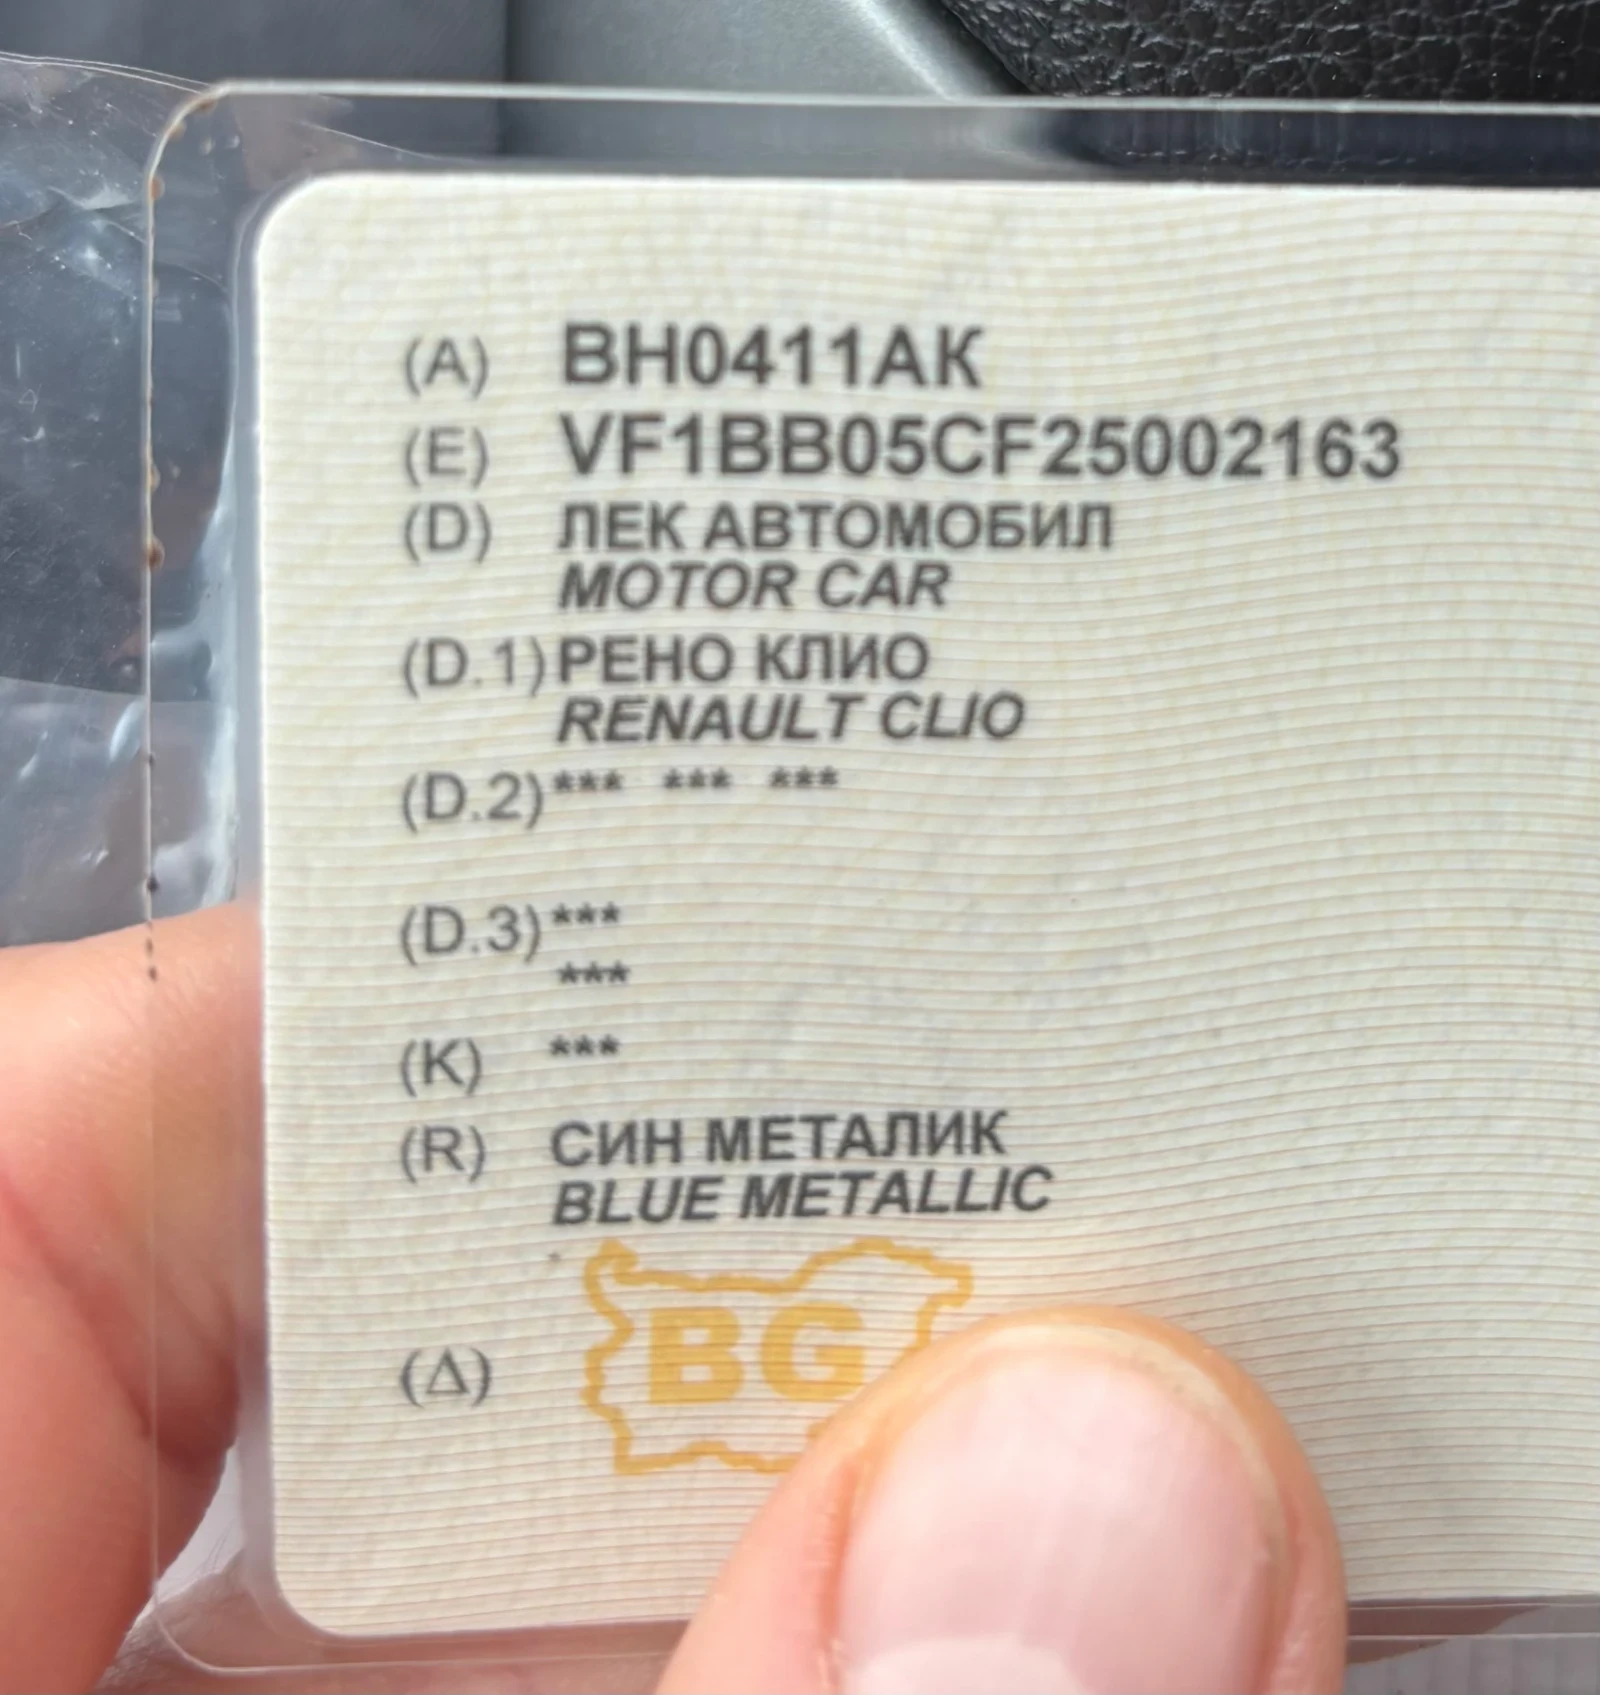 (A) BH0411AK
(E) VF1BB05CF25002163
(D) ЛЕК АВТОМОБИЛ
MOTOR CAR
(D.1) РЕНО КЛИО
RENAULT CLIO
(D.2) *** *** ***
(D.3) ***
***
(K) ***
(R) СИН МЕТАЛИК
BLUE METALLIC
(Δ) BG